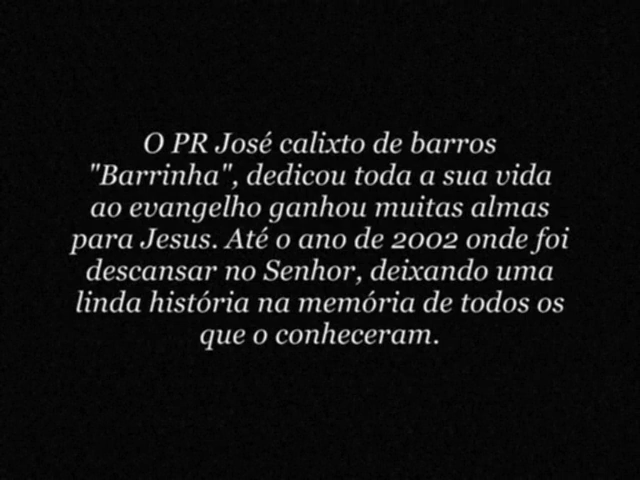 O PR José calixto de barros
"Barrinha", dedicou toda a sua vida
ao evangelho ganhou muitas almas
para Jesus. Até o ano de 2002 onde foi
descansar no Senhor, deixando uma
linda história na memória de todos os
que o conheceram.